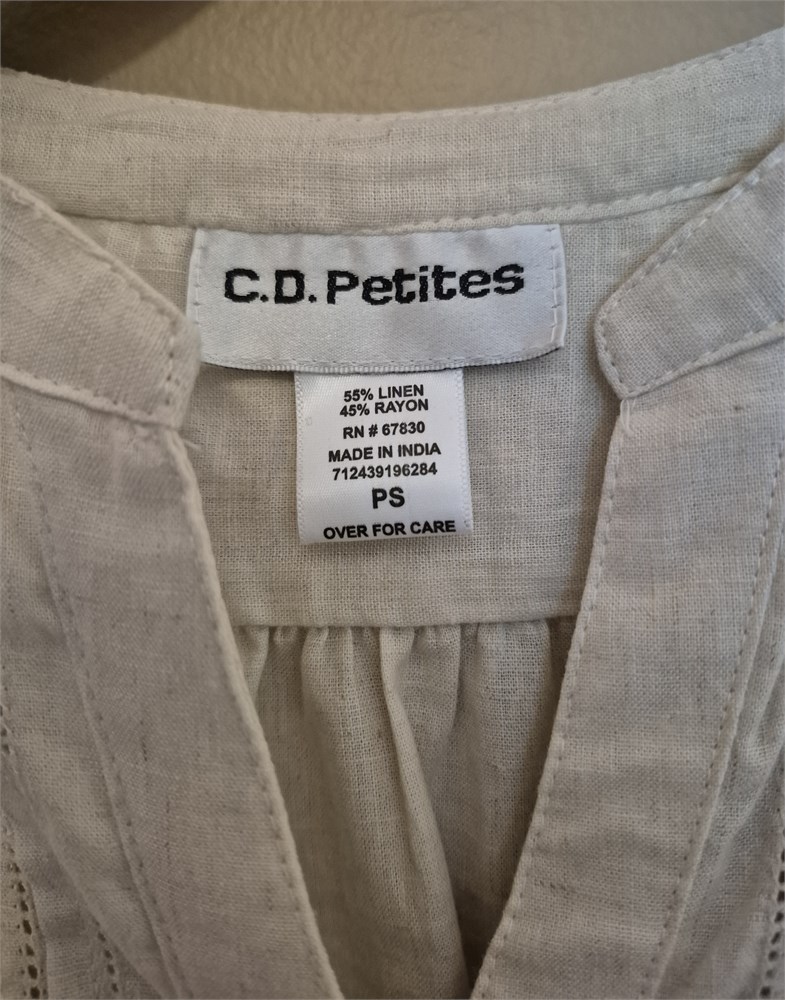 C.D. Petites
55% LINEN
45% RAYON
RN # 67830
MADE IN INDIA
712439196284
PS
OVER FOR CARE